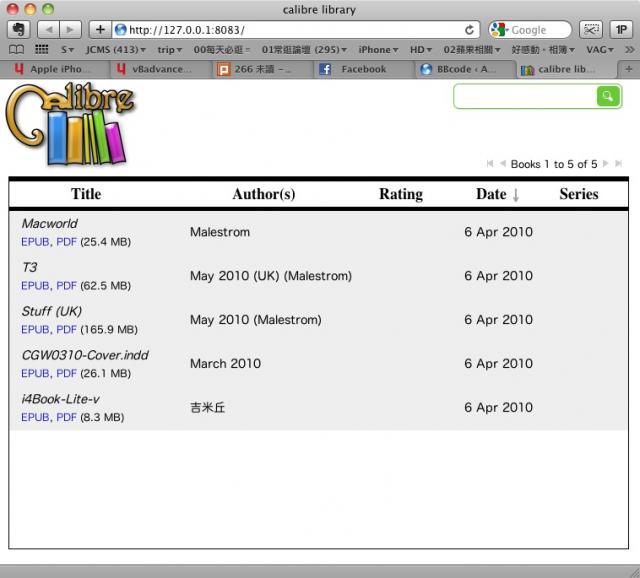 calibre library
http://127.0.0.1:8083/
Google
1P
S▾ JCMS (413)▾ trip▾ 00每天必逛 01常逛論壇 (295)▾ iPhone▾ HD▾ 02蘋果相關▾ 好感動。相簿▾ VAG▾ »
Apple iPho... v8advance... 266 未讀 – ... Facebook BBcode ‹ A... calibre lib...
Calibre
Books 1 to 5 of 5
Title Author(s) Rating Date ↓ Series
Macworld
EPUB, PDF (25.4 MB) Malestrom 6 Apr 2010
T3
EPUB, PDF (62.5 MB) May 2010 (UK) (Malestrom) 6 Apr 2010
Stuff (UK)
EPUB, PDF (165.9 MB) May 2010 (Malestrom) 6 Apr 2010
CGW0310-Cover.indd
EPUB, PDF (26.1 MB) March 2010 6 Apr 2010
i4Book-Lite-v
EPUB, PDF (8.3 MB) 吉米丘 6 Apr 2010